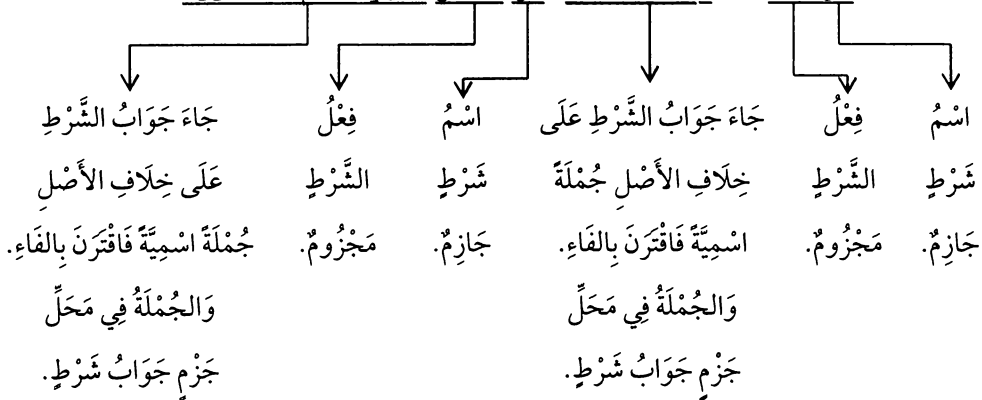 اسْمُ فِعْلُ جَاءَ جَوَابُ الشَّرْطِ عَلَى اسْمُ فِعْلُ جَاءَ جَوَابُ الشَّرْطِ
شَرْطٍ الشَّرْطِ خِلَافِ الأَصْلِ جُمْلَةً شَرْطٍ الشَّرْطِ عَلَى خِلَافِ الأَصْلِ
جَازِمٌ. مَجْزُومٌ. اسْمِيَّةً فَاقْتَرَنَ بِالفَاءِ. جَازِمٌ. مَجْزُومٌ. جُمْلَةً اسْمِيَّةً فَاقْتَرَنَ بِالفَاءِ.
وَالجُمْلَةُ فِي مَحَلِّ وَالجُمْلَةُ فِي مَحَلِّ
جَزْمٍ جَوَابُ شَرْطٍ. جَزْمٍ جَوَابُ شَرْطٍ.